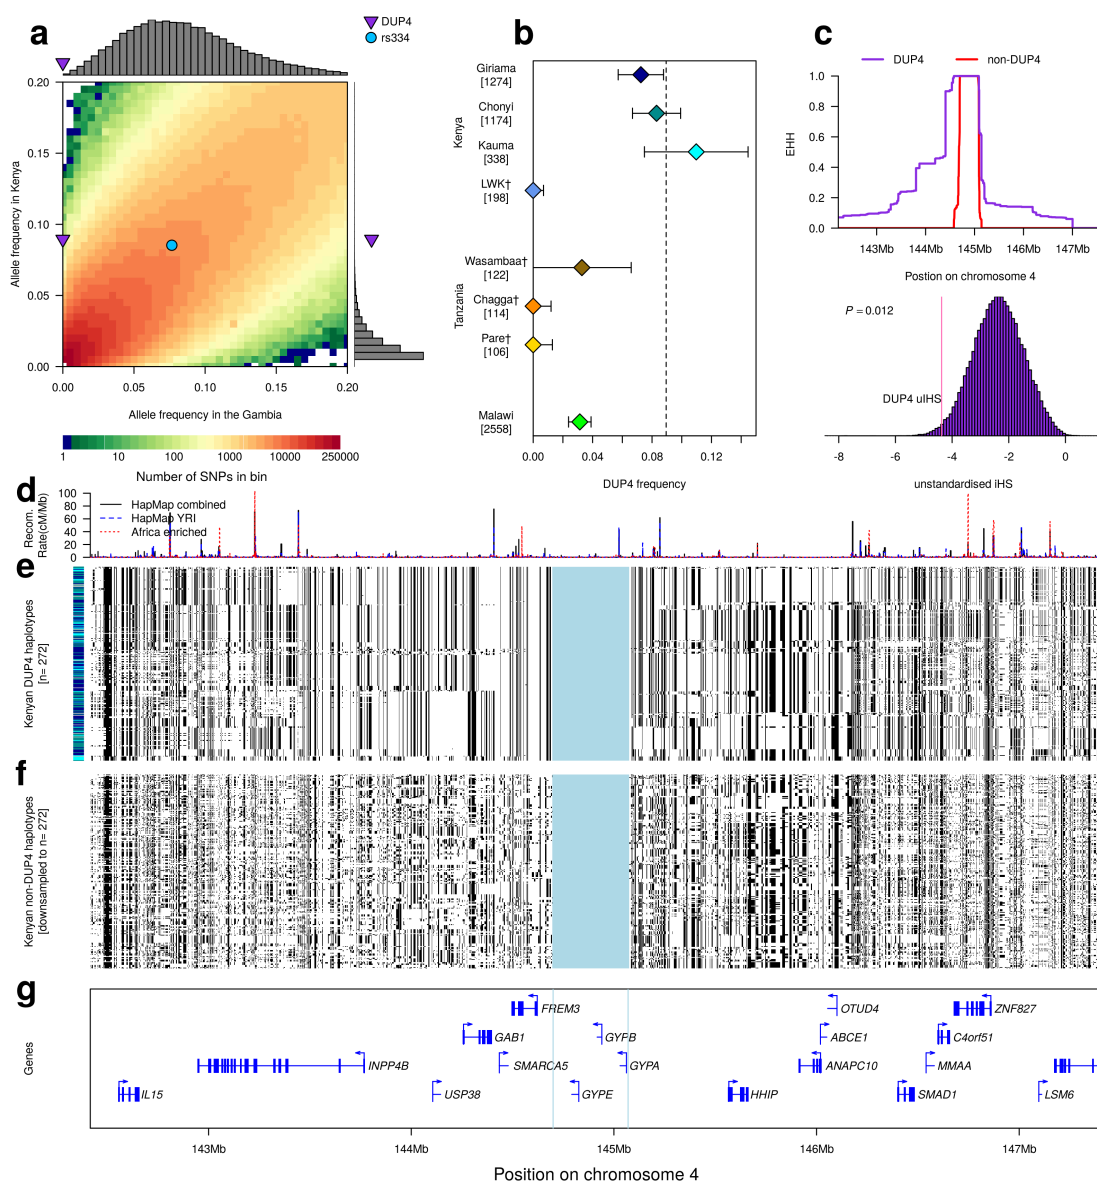 a
DUP4
rs334
Allele frequency in Kenya
0.20
0.15
0.10
0.05
0.00
0.00
0.05
0.10
0.15
0.20
Allele frequency in the Gambia
1
10
100
1000
10000
250000
Number of SNPs in bin
b
Kenya
Giriama
[1274]
Chonyi
[1174]
Kauma
[338]
LWK†
[198]
Tanzania
Wasambaa†
[122]
Chagga†
[114]
Pare†
[106]
Malawi
[2558]
0.00
0.04
0.08
0.12
DUP4 frequency
c
DUP4
non-DUP4
EHH
1.0
0.8
0.6
0.4
0.2
0.0
143Mb
144Mb
145Mb
146Mb
147Mb
Postion on chromosome 4
P = 0.012
DUP4 uIHS
-8
-6
-4
-2
0
unstandardised iHS
d
Recom.
Rate(cM/Mb)
100
80
60
40
20
0
HapMap combined
HapMap YRI
Africa enriched
e
Kenyan DUP4 haplotypes
[n= 272]
f
Kenyan non-DUP4 haplotypes
[downsampled to n= 272]
g
Genes
FREM3
OTUD4
ZNF827
GAB1
GYPB
ABCE1
C4orf51
INPP4B
SMARCA5
GYPA
ANAPC10
MMAA
IL15
USP38
GYPE
HHIP
SMAD1
LSM6
143Mb
144Mb
145Mb
146Mb
147Mb
Position on chromosome 4